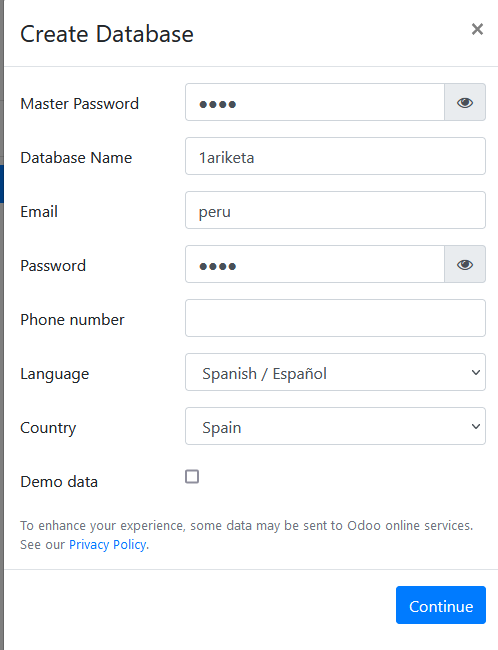 Create Database ×
Master Password ●●●●
Database Name 1ariketa
Email peru
Password ●●●●
Phone number
Language Spanish / Español
Country Spain
Demo data
To enhance your experience, some data may be sent to Odoo online services.
See our Privacy Policy.
Continue